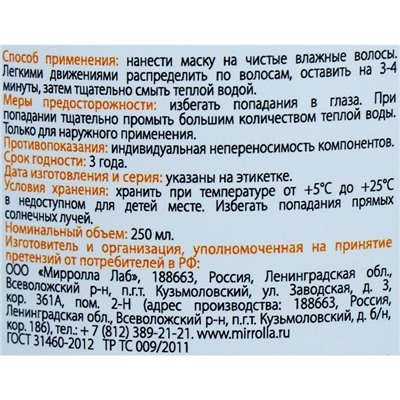 Способ применения: нанести маску на чистые влажные волосы.
Легкими движениями распределить по волосам, оставить на 3-4
минуты, затем тщательно смыть теплой водой.
Меры предосторожности: избегать попадания в глаза. При
попадании тщательно промыть большим количеством теплой воды.
Только для наружного применения.
Противопоказания: индивидуальная непереносимость компонентов.
Срок годности: 3 года.
Дата изготовления и серия: указаны на этикетке.
Условия хранения: хранить при температуре от +5°С до +25°С
в недоступном для детей месте. Избегать попадания прямых
солнечных лучей.
Номинальный объем: 250 мл.
Изготовитель и организация, уполномоченная на принятие
претензий от потребителей в РФ:
ООО «Мирролла Лаб», 188663, Россия, Ленинградская обл.,
Всеволожский р-н, п.г.т. Кузьмоловский, ул. Заводская, д. 3,
кор. 361А, пом. 2-Н (адрес производства: 188663, Россия,
Ленинградская обл., Всеволожский р-н, п.г.т. Кузьмоловский, д. б/н,
кор. 186), тел.: + 7 (812) 389-21-21. www.mirrolla.ru
ГОСТ 31460-2012 ТР ТС 009/2011